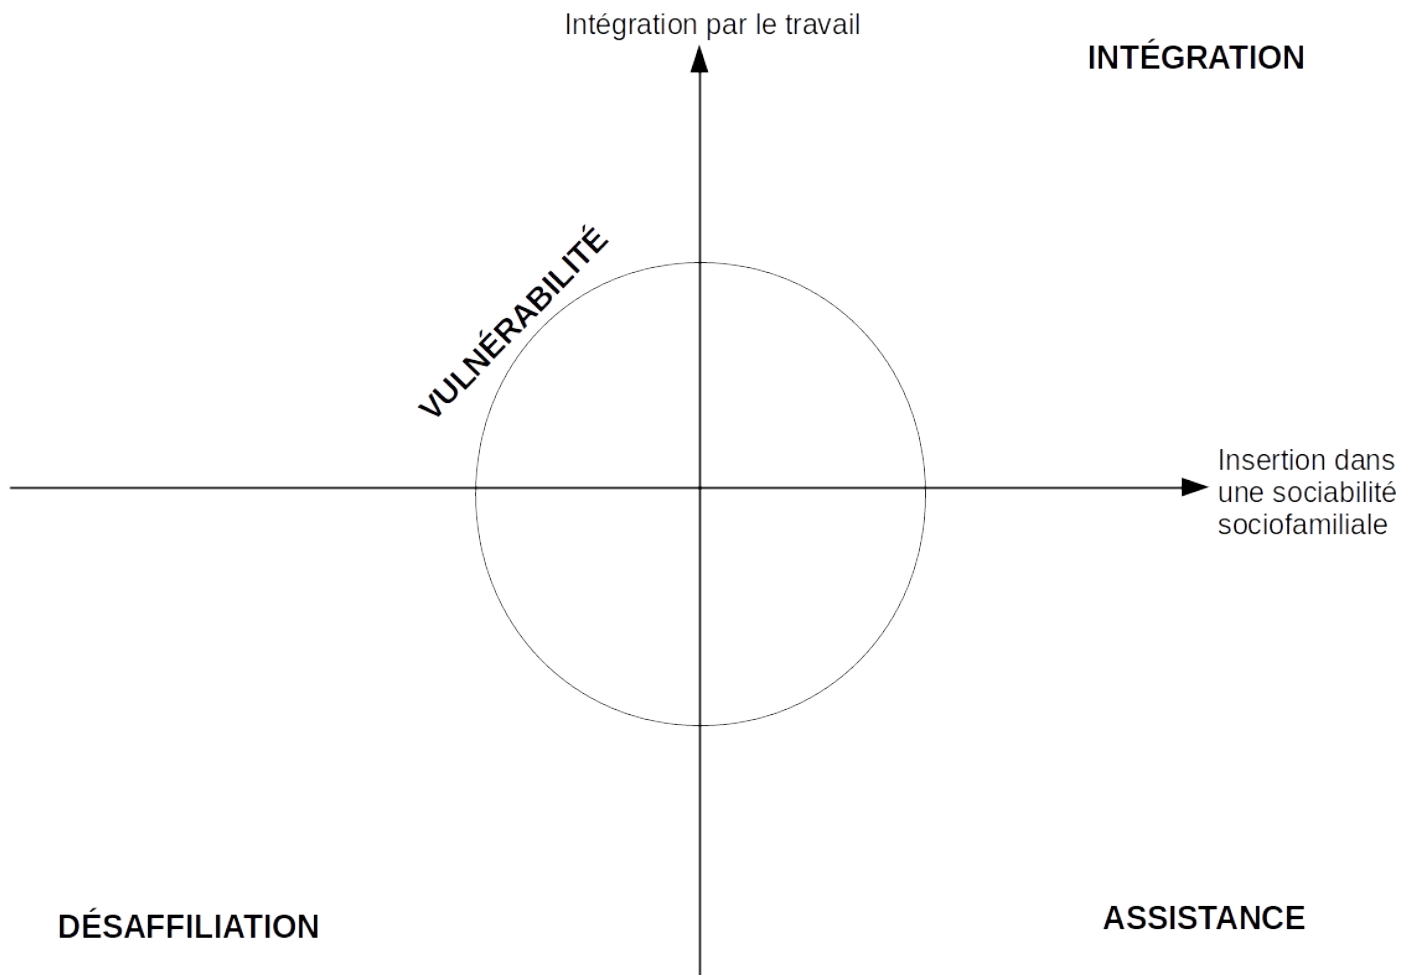 Intégration par le travail
INTÉGRATION
VULNÉRABILITÉ
Insertion dans
une sociabilité
sociofamiliale
DÉSAFFILIATION
ASSISTANCE